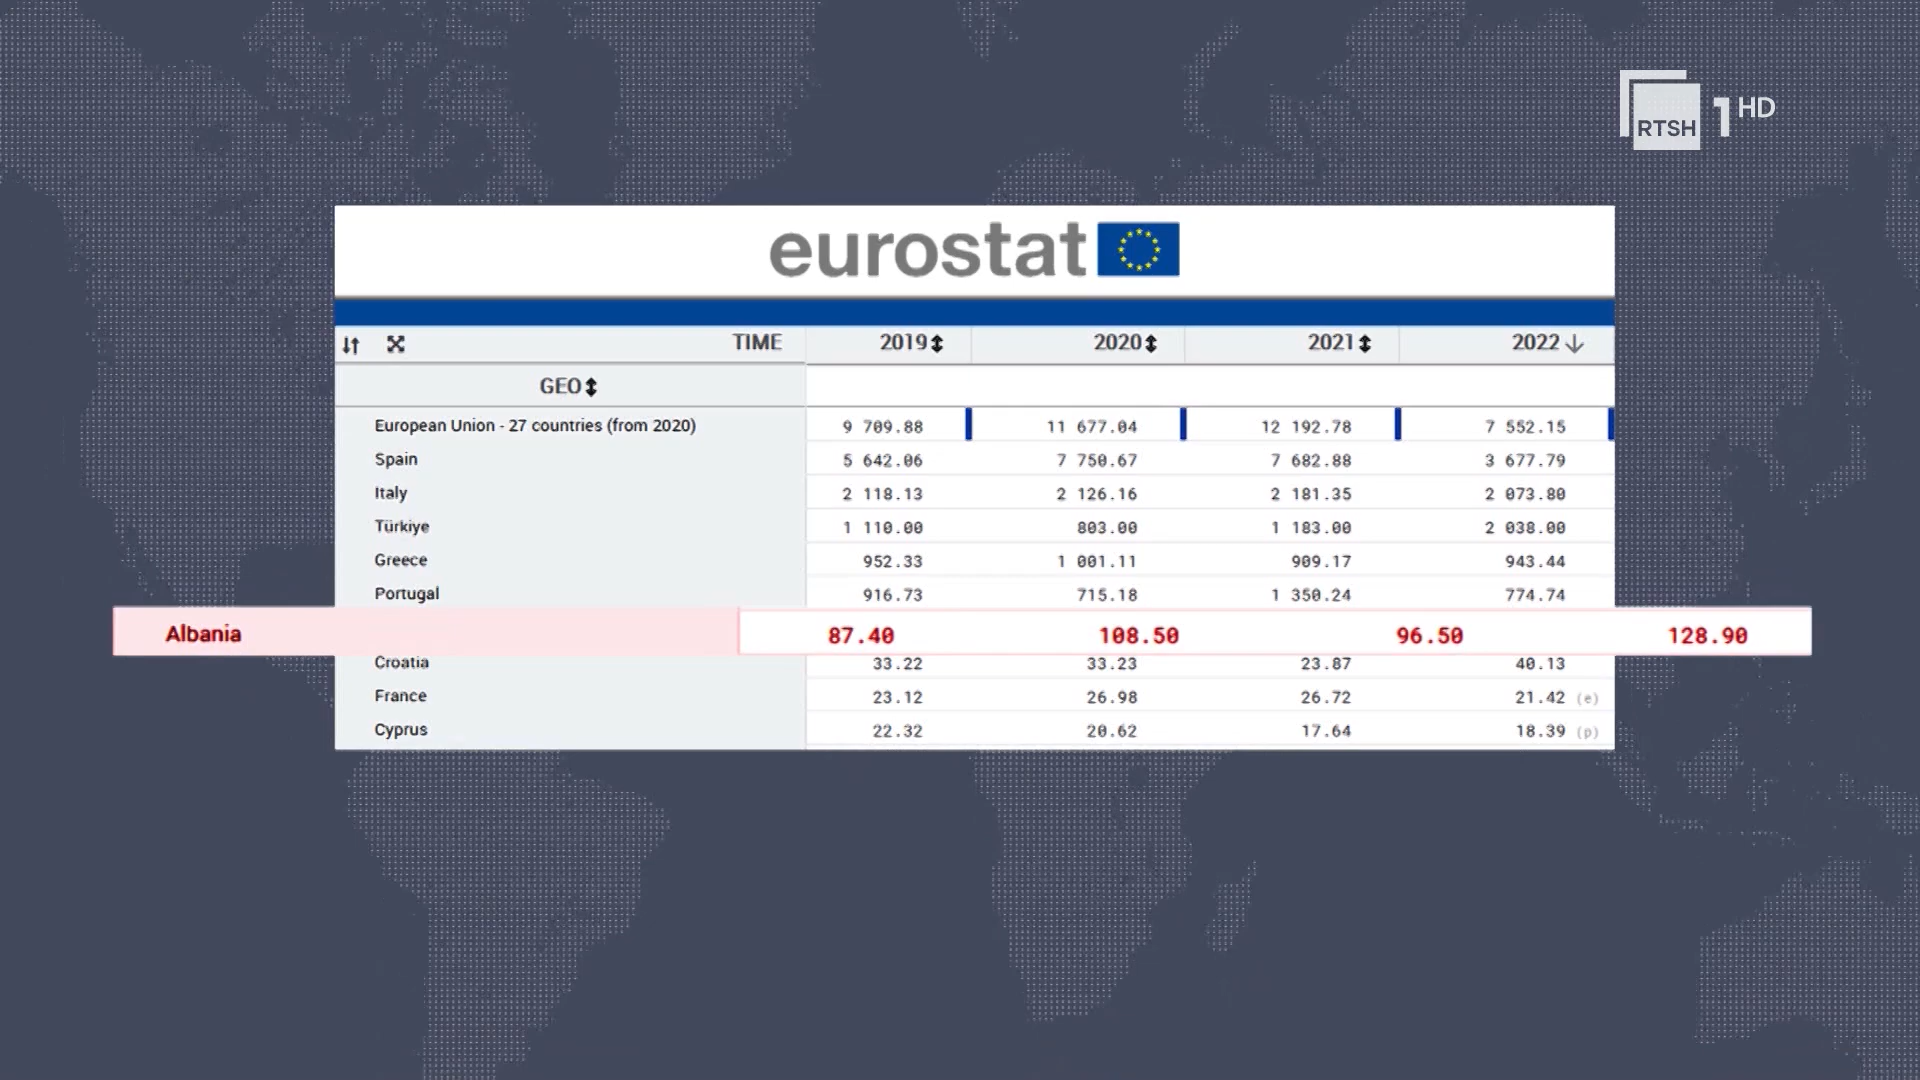 RTSH 1 HD
eurostat
TIME 2019 2020 2021 2022
GEO
European Union - 27 countries (from 2020) 9 709.88 11 677.04 12 192.78 7 552.15
Spain 5 642.06 7 750.67 7 682.88 3 677.79
Italy 2 118.13 2 126.16 2 181.35 2 073.80
Türkiye 1 110.00 803.00 1 183.00 2 038.00
Greece 952.33 1 001.11 909.17 943.44
Portugal 916.73 715.18 1 350.24 774.74
Albania 87.40 108.50 96.50 128.90
Croatia 33.22 33.23 23.87 40.13
France 23.12 26.98 26.72 21.42 (e)
Cyprus 22.32 20.62 17.64 18.39 (p)